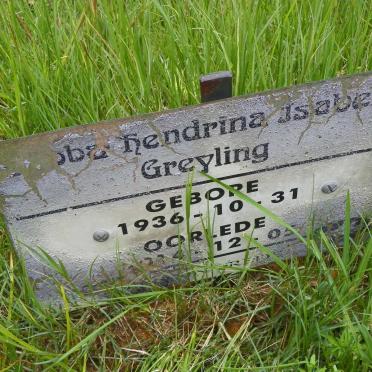 Hendrina Isabe
Greyling
GEBORE
1936-10-31
OORLEDE